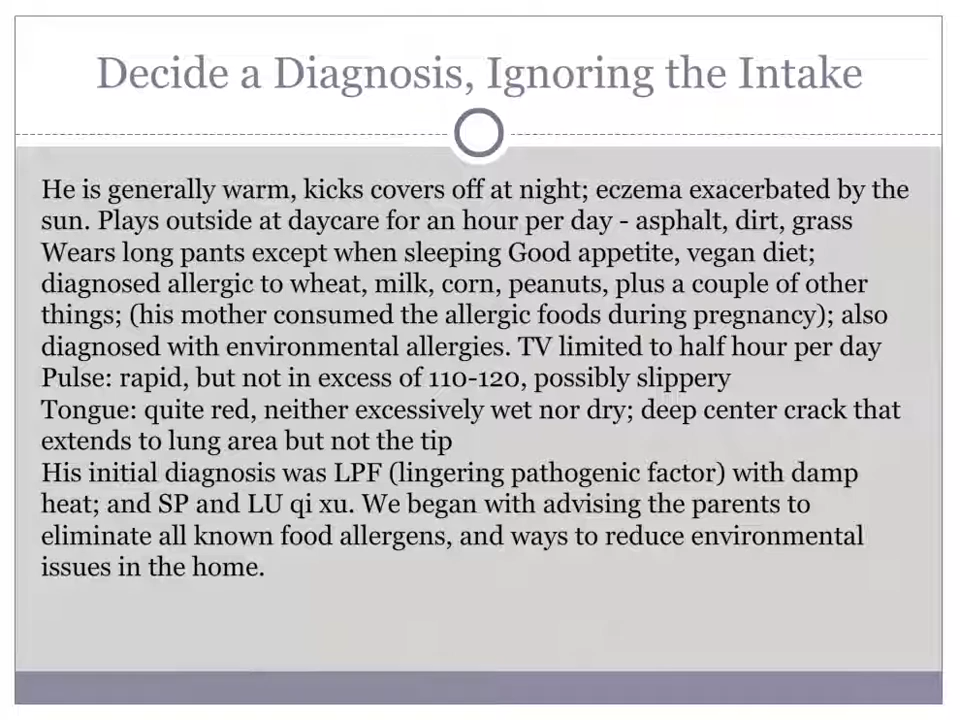 Decide a Diagnosis, Ignoring the Intake
He is generally warm, kicks covers off at night; eczema exacerbated by the
sun. Plays outside at daycare for an hour per day - asphalt, dirt, grass
Wears long pants except when sleeping Good appetite, vegan diet;
diagnosed allergic to wheat, milk, corn, peanuts, plus a couple of other
things; (his mother consumed the allergic foods during pregnancy); also
diagnosed with environmental allergies. TV limited to half hour per day
Pulse: rapid, but not in excess of 110-120, possibly slippery
Tongue: quite red, neither excessively wet nor dry; deep center crack that
extends to lung area but not the tip
His initial diagnosis was LPF (lingering pathogenic factor) with damp
heat; and SP and LU qi xu. We began with advising the parents to
eliminate all known food allergens, and ways to reduce environmental
issues in the home.